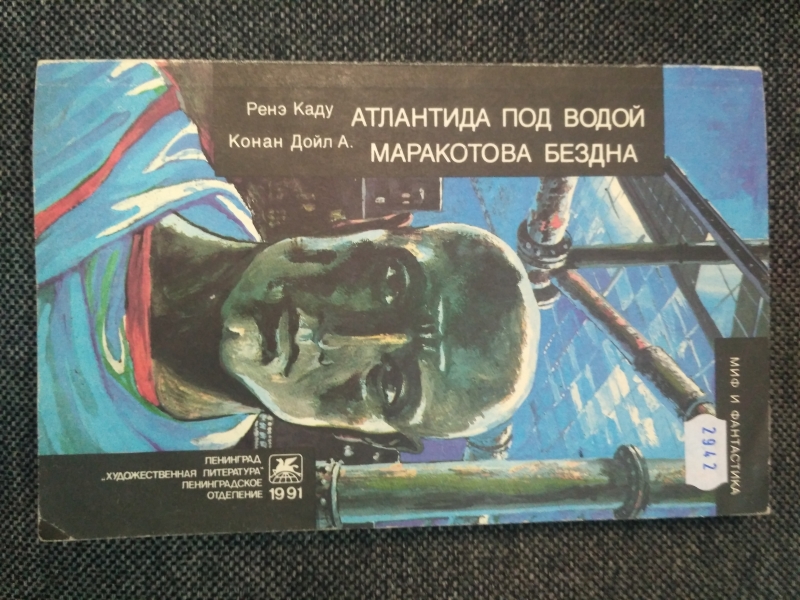 Ренэ Каду АТЛАНТИДА ПОД ВОДОЙ
Конан Дойл А. МАРАКОТОВА БЕЗДНА
МИФ И ФАНТАСТИКА
2942
ЛЕНИНГРАД
„ХУДОЖЕСТВЕННАЯ ЛИТЕРАТУРА"
ЛЕНИНГРАДСКОЕ
ОТДЕЛЕНИЕ 1991